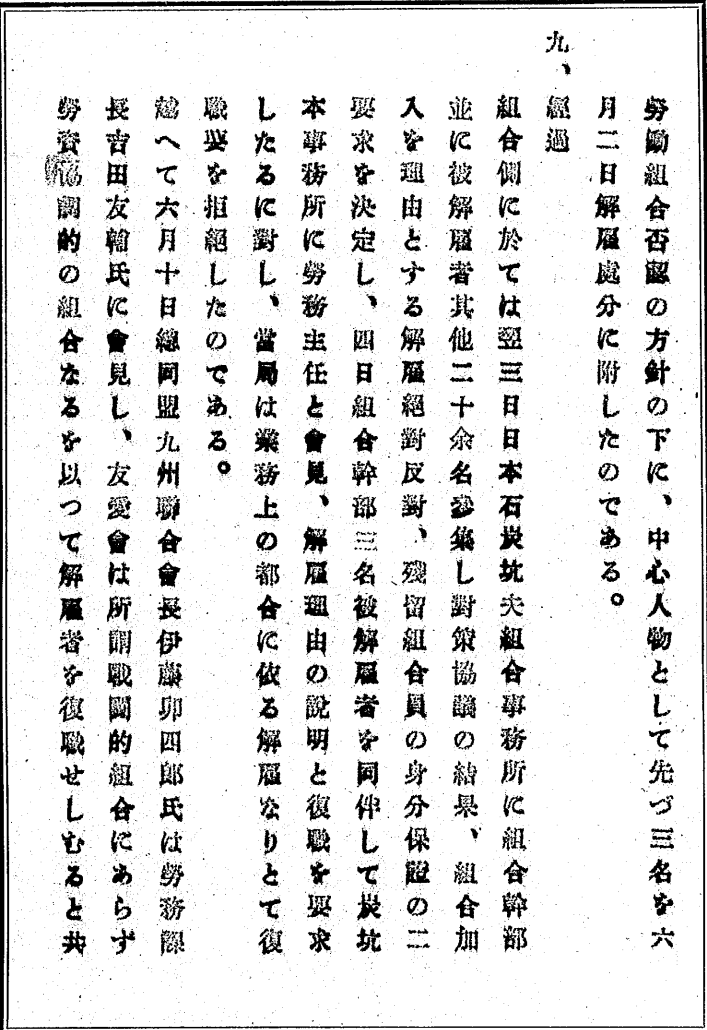 勞働組合否認の方針の下に、中心人物として先づ三名を六
月二日解雇處分に附したのである。
九、經過
組合側に於ては翌三日日本石炭坑夫組合事務所に組合幹部
並に被解雇者其他二十余名參集し對策協議の結果、組合加
入を理由とする解雇絕對反對、殘留組合員の身分保證の二
要求を決定し、四日組合幹部三名被解雇者を同伴して炭坑
本事務所に勞務主任と會見、解雇理由の說明と復職を要求
したるに對し、當局は業務上の都合に依る解雇なりとて復
職要を拒絕したのである。
越へて六月十日總同盟九州聯合會長伊藤卯四郎氏は勞務課
長吉田友翰氏に會見し、友愛會は所謂戰鬪的組合にあらず
勞資協調的の組合なるを以つて解雇者を復職せしむると共